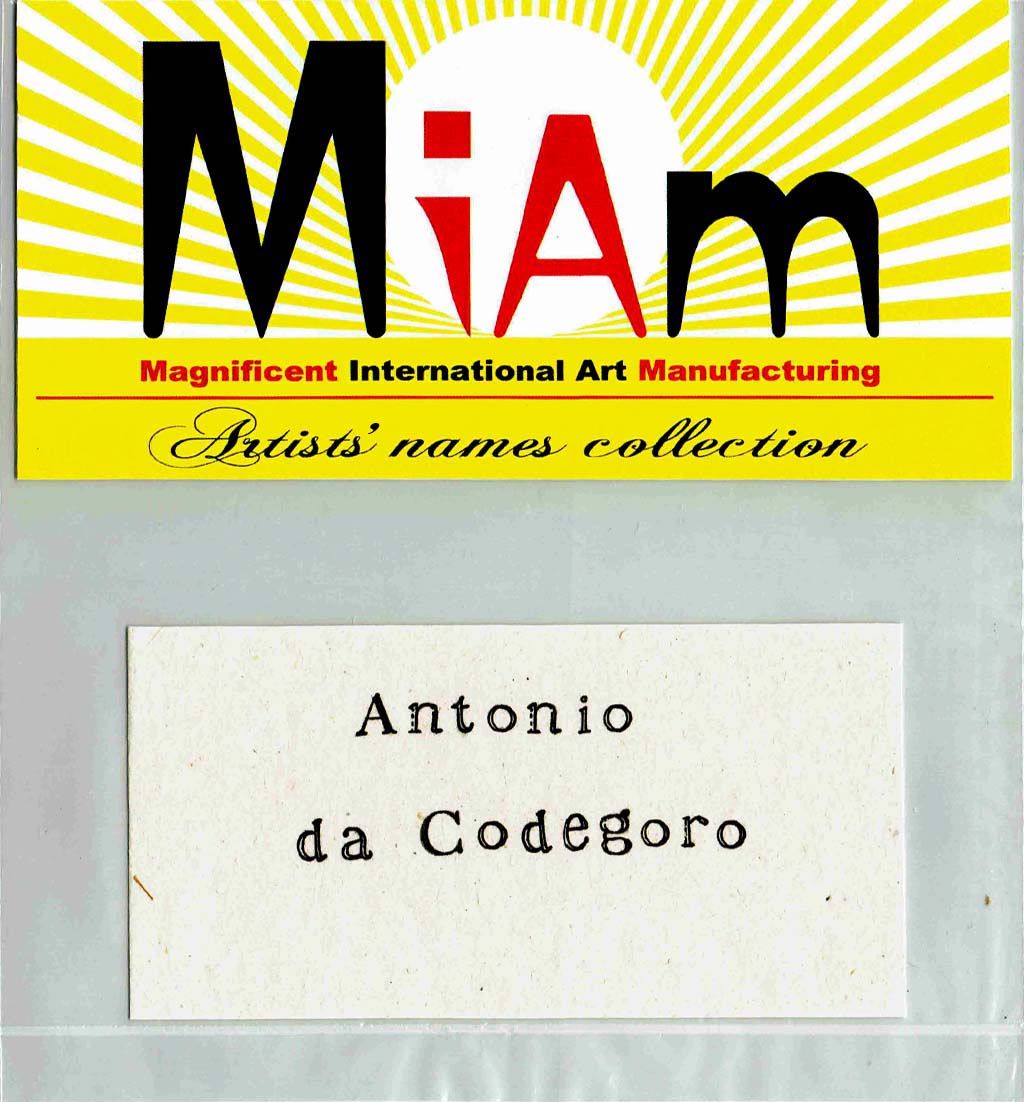 MiAm
Magnificent International Art Manufacturing
Artists' names collection
Antonio
da Codegoro